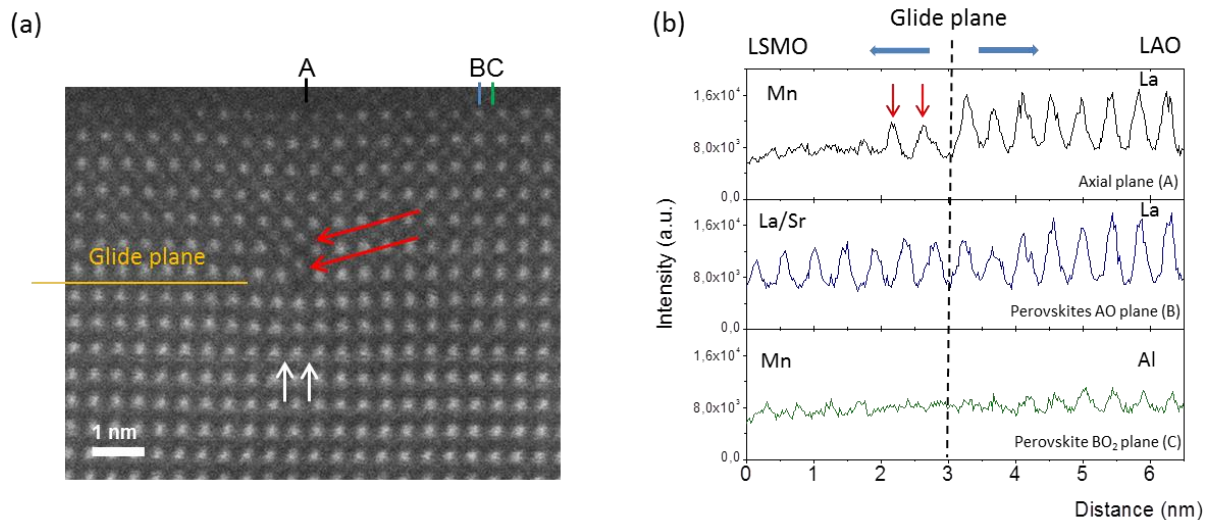 (a)
A
BC
Glide plane
1 nm
(b)
Glide plane
LSMO
LAO
Intensity (a.u.)
1,6x10⁴
8,0x10³
0,0
Mn
La
Axial plane (A)
1,6x10⁴
8,0x10³
0,0
La/Sr
La
Perovskites AO plane (B)
1,6x10⁴
8,0x10³
0,0
Mn
Al
Perovskite BO₂ plane (C)
0 1 2 3 4 5 6
Distance (nm)